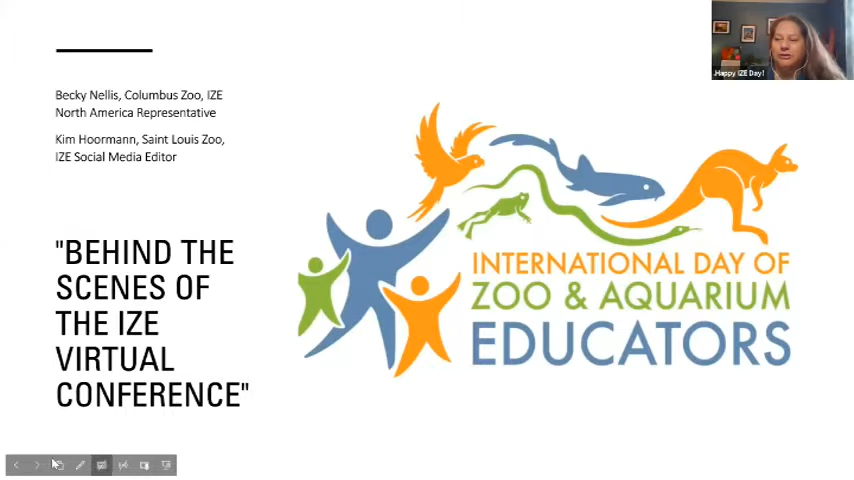 Becky Nellis, Columbus Zoo, IZE
North America Representative
Kim Hoormann, Saint Louis Zoo,
IZE Social Media Editor
"BEHIND THE
SCENES OF
THE IZE
VIRTUAL
CONFERENCE"
INTERNATIONAL DAY OF
ZOO & AQUARIUM
EDUCATORS
Happy IZE Day!